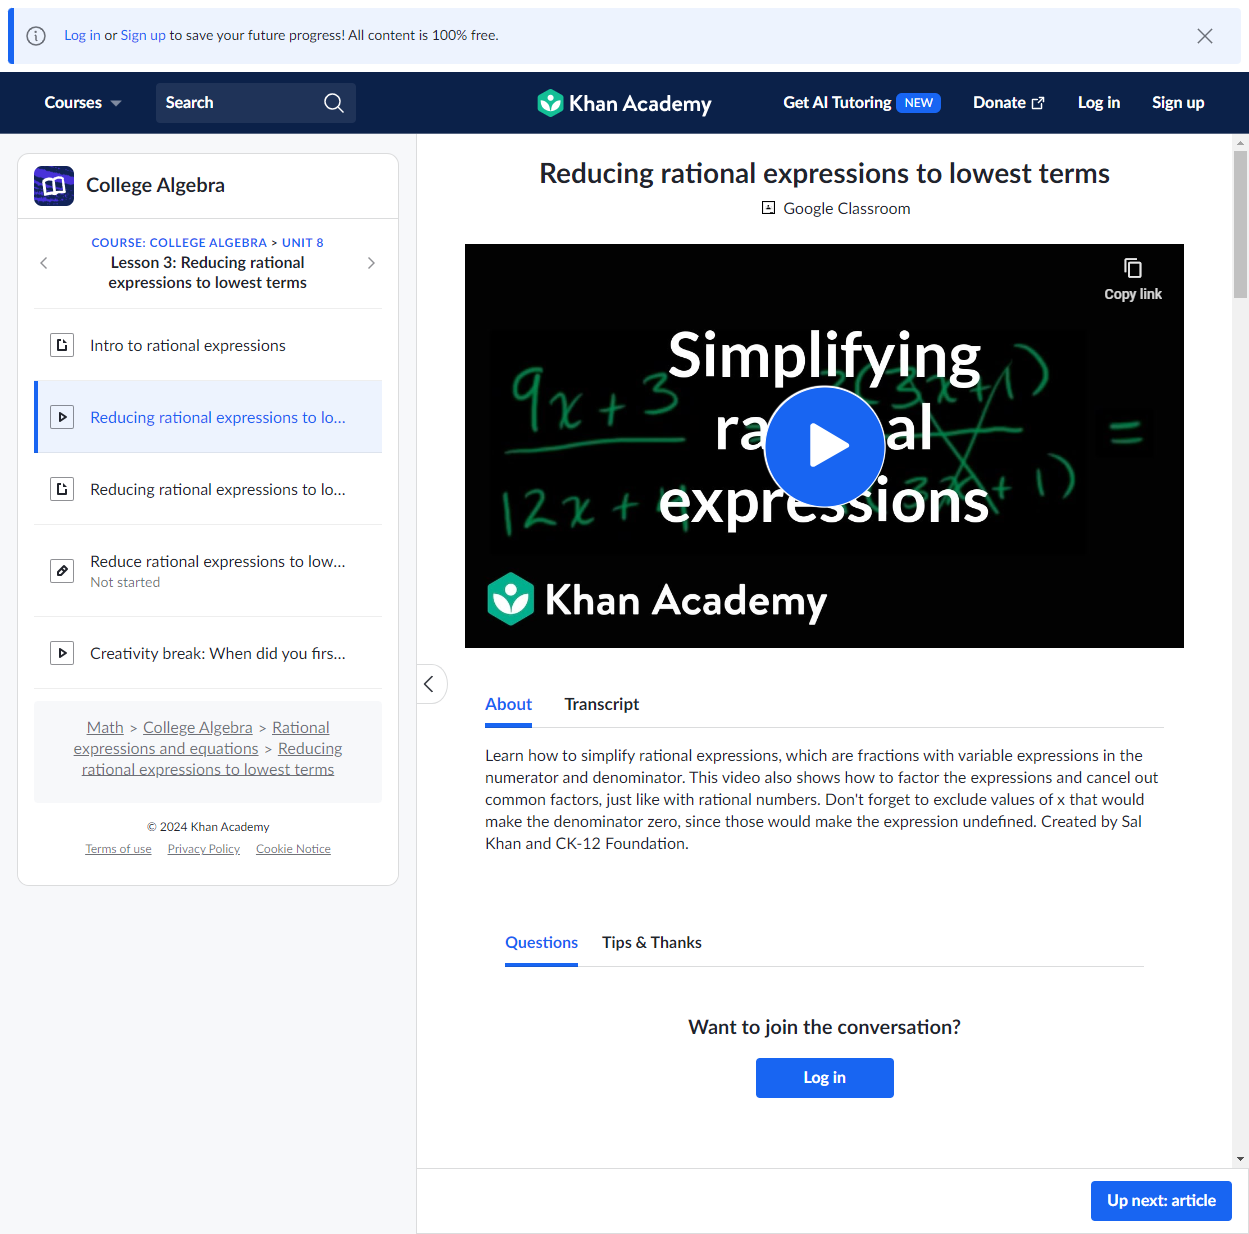 Log in or Sign up to save your future progress! All content is 100% free.
Courses
Search
Khan Academy
Get AI Tutoring NEW
Donate
Log in
Sign up
College Algebra
COURSE: COLLEGE ALGEBRA > UNIT 8
Lesson 3: Reducing rational
expressions to lowest terms
Intro to rational expressions
Reducing rational expressions to lo...
Reducing rational expressions to lo...
Reduce rational expressions to low...
Not started
Creativity break: When did you firs...
Math > College Algebra > Rational
expressions and equations > Reducing
rational expressions to lowest terms
© 2024 Khan Academy
Terms of use Privacy Policy Cookie Notice
Reducing rational expressions to lowest terms
Google Classroom
Copy link
Simplifying
expressions
9x + 3
12x +
=
Khan Academy
About Transcript
Learn how to simplify rational expressions, which are fractions with variable expressions in the
numerator and denominator. This video also shows how to factor the expressions and cancel out
common factors, just like with rational numbers. Don't forget to exclude values of x that would
make the denominator zero, since those would make the expression undefined. Created by Sal
Khan and CK-12 Foundation.
Questions Tips & Thanks
Want to join the conversation?
Log in
Up next: article